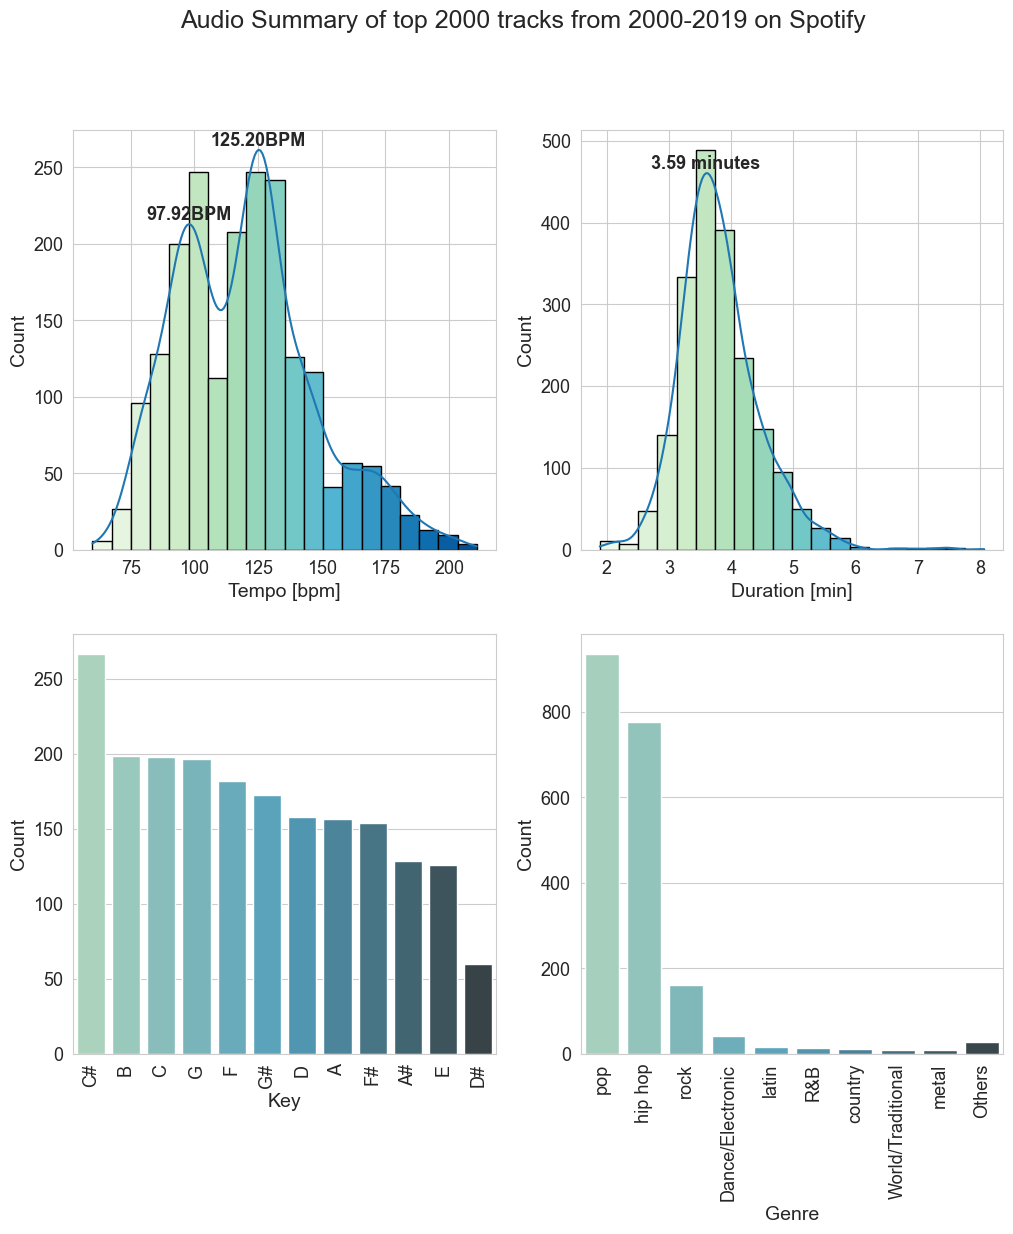 Audio Summary of top 2000 tracks from 2000-2019 on Spotify
125.20BPM
97.92BPM
250
200
150
100
50
0
Count
75 100 125 150 175 200
Tempo [bpm]
3.59 minutes
500
400
300
200
100
0
Count
2 3 4 5 6 7 8
Duration [min]
250
200
150
100
50
0
Count
C# B C G F G# D A F# A# E D#
Key
800
600
400
200
0
Count
pop hip hop rock Dance/Electronic latin R&B country World/Traditional metal Others
Genre